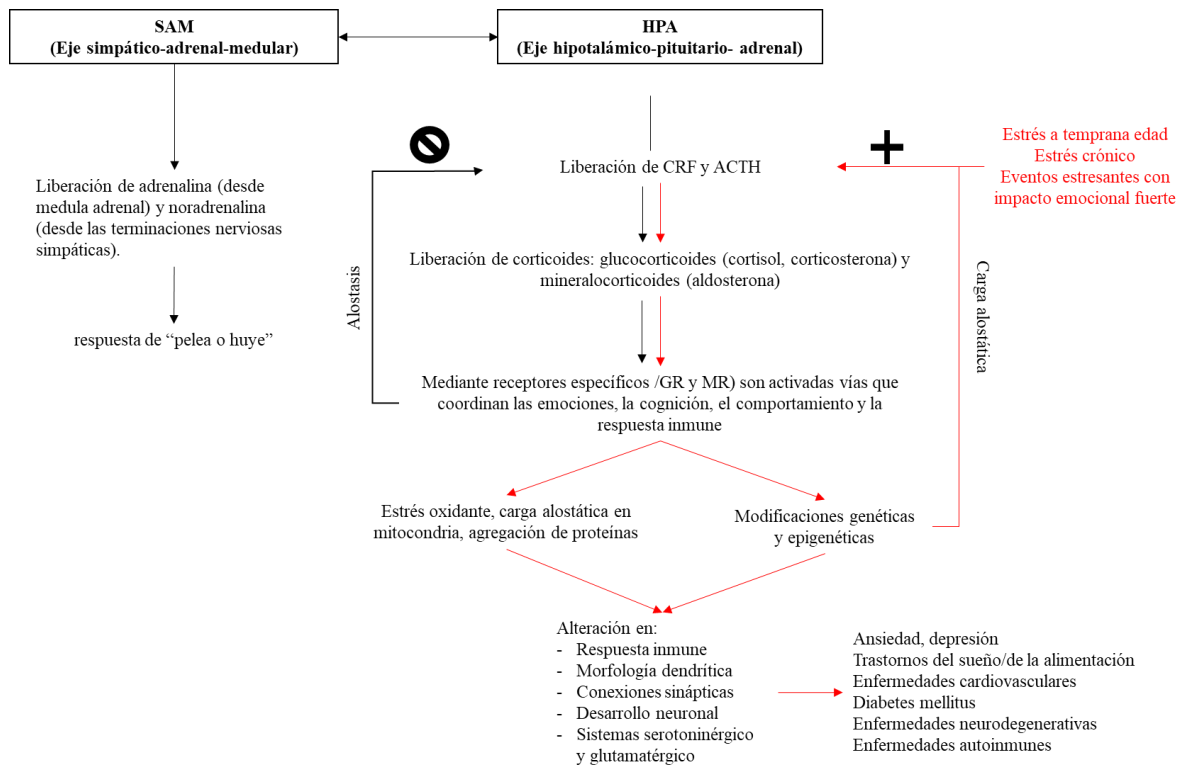 SAM
(Eje simpático-adrenal-medular)
HPA
(Eje hipotalámico-pituitario- adrenal)
Liberación de adrenalina (desde
medula adrenal) y noradrenalina
(desde las terminaciones nerviosas
simpáticas).
respuesta de “pelea o huye”
Alostasis
Liberación de CRF y ACTH
Estrés a temprana edad
Estrés crónico
Eventos estresantes con
impacto emocional fuerte
Liberación de corticoides: glucocorticoides (cortisol, corticosterona) y
mineralocorticoides (aldosterona)
Carga alostática
Mediante receptores específicos /GR y MR) son activadas vías que
coordinan las emociones, la cognición, el comportamiento y la
respuesta inmune
Estrés oxidante, carga alostática en
mitocondria, agregación de proteínas
Modificaciones genéticas
y epigenéticas
Alteración en:
- Respuesta inmune
- Morfología dendrítica
- Conexiones sinápticas
- Desarrollo neuronal
- Sistemas serotoninérgico
y glutamatérgico
Ansiedad, depresión
Trastornos del sueño/de la alimentación
Enfermedades cardiovasculares
Diabetes mellitus
Enfermedades neurodegenerativas
Enfermedades autoinmunes